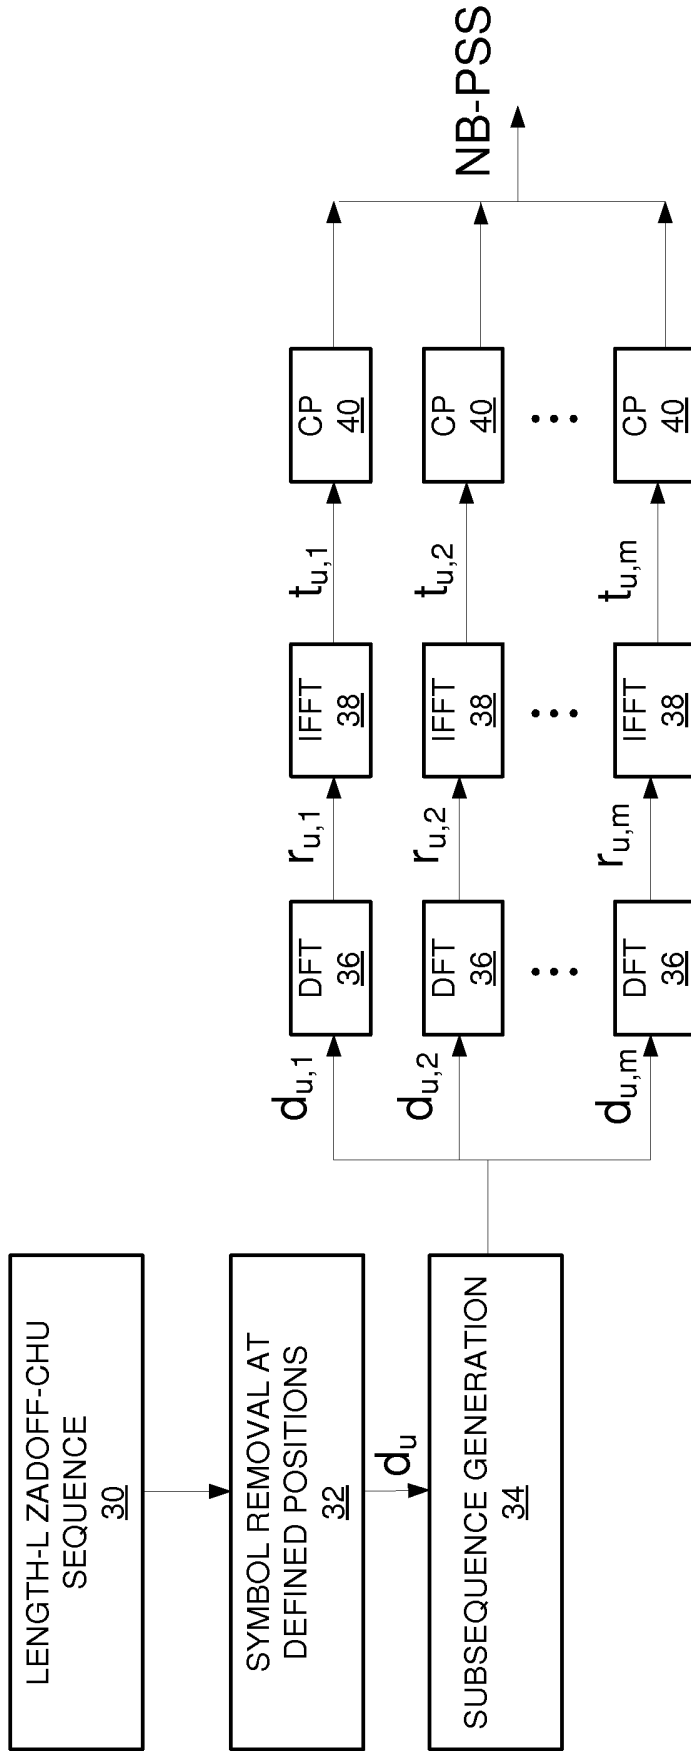 LENGTH-L ZADOFF-CHU
SEQUENCE
30
SYMBOL REMOVAL AT
DEFINED POSITIONS
32
d_u
SUBSEQUENCE GENERATION
34
d_u,1
DFT
36
r_u,1
IFFT
38
t_u,1
CP
40
d_u,2
DFT
36
r_u,2
IFFT
38
t_u,2
CP
40
d_u,m
DFT
36
r_u,m
IFFT
38
t_u,m
CP
40
NB-PSS